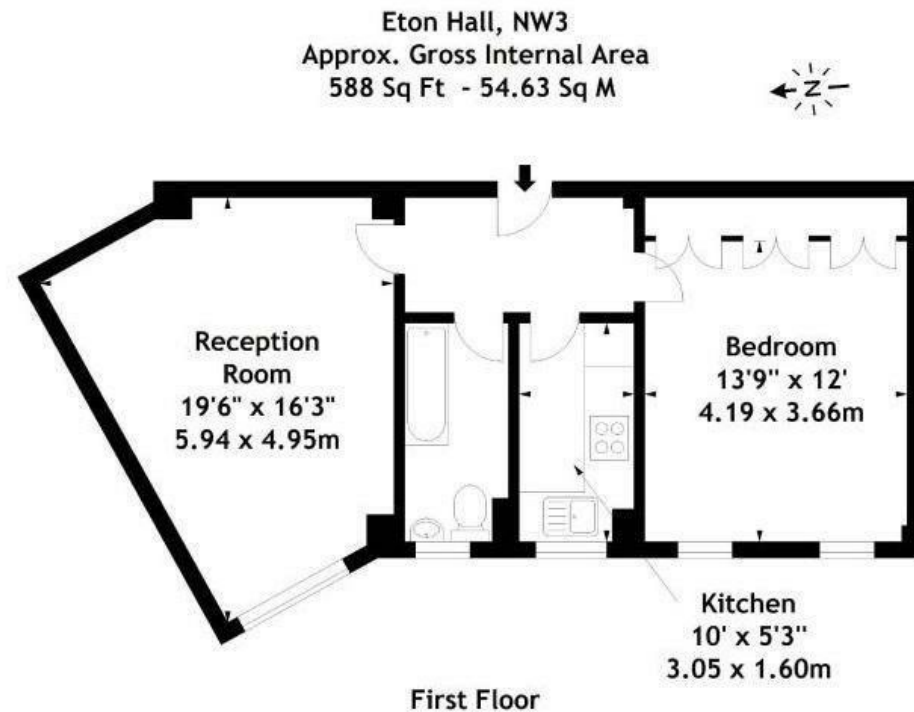 Eton Hall, NW3
Approx. Gross Internal Area
588 Sq Ft - 54.63 Sq M
N
Reception
Room
19'6" x 16'3"
5.94 x 4.95m
Bedroom
13'9" x 12'
4.19 x 3.66m
Kitchen
10' x 5'3"
3.05 x 1.60m
First Floor